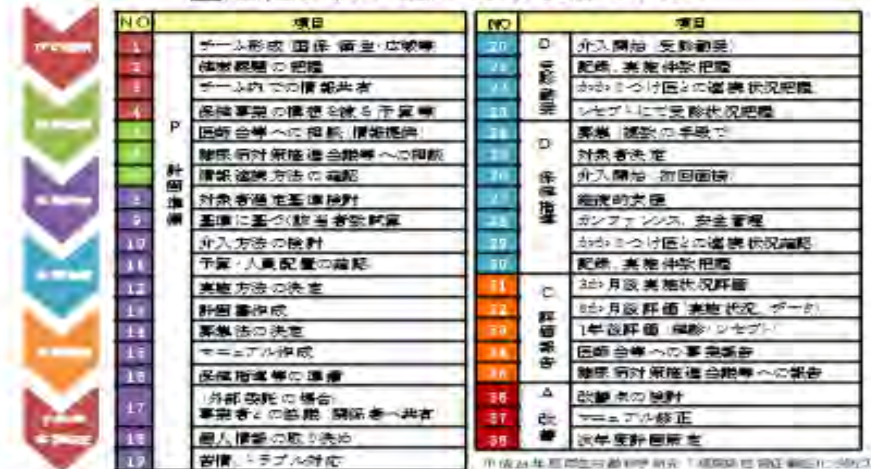 NO 項目
1 チーム形成(国保・衛生・広域等)
2 健康課題の把握
3 チーム内での情報共有
4 保健事業の構想を練る(予算等)
P 計画準備
医師会等への相談(情報提供)
糖尿病対策推進会議等への相談
情報連携方法の確認
8 対象者選定基準検討
9 基準に基づく該当者数試算
10 介入方法の検討
11 予算・人員配置の確認
12 実施方法の決定
13 計画書作成
14 募集法の決定
15 マニュアル作成
16 保健指導等の準備
17 (外部委託の場合)
事業者との協議、関係者へ共有
18 個人情報の取り決め
19 苦情、トラブル対応
NO 項目
D 受診勧奨
20 介入開始(受診勧奨)
21 記録、実施件数把握
22 かかりつけ医との連携状況把握
23 レセプトにて受診状況把握
D 保健指導
24 募集(複数の手段で)
25 対象者決定
26 介入開始(初回面接)
27 継続的支援
28 カンファレンス、安全管理
29 かかりつけ医との連携状況確認
30 記録、実施件数把握
C 評価報告
31 3か月後実施状況評価
32 6か月後評価(実施状況、データ)
33 1年後評価(健診・レセプト)
34 医師会等への事業報告
35 糖尿病対策推進会議等への報告
A 改善
36 改善点の検討
37 マニュアル修正
38 次年度計画策定